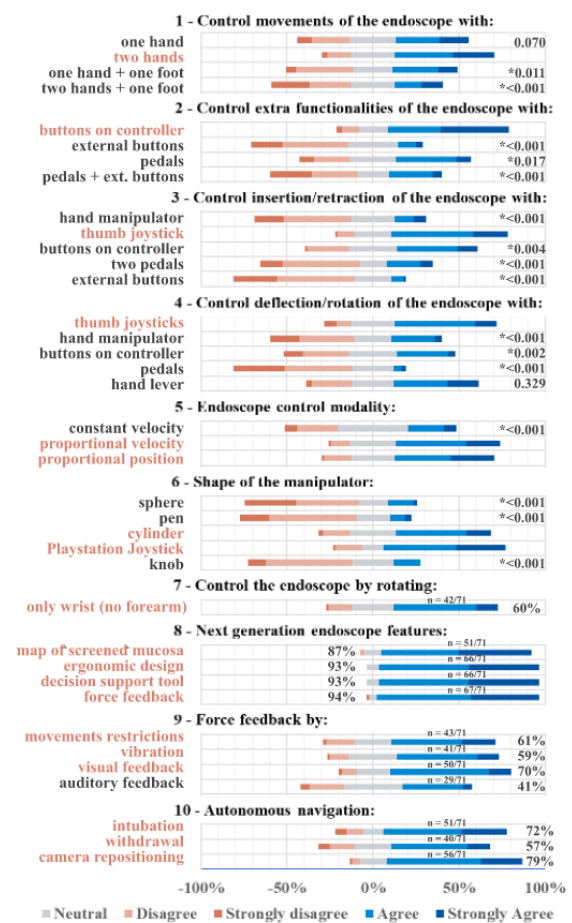 1 - Control movements of the endoscope with:
one hand 0.070
two hands
one hand + one foot *0.011
two hands + one foot *<0.001
2 - Control extra functionalities of the endoscope with:
buttons on controller
external buttons *<0.001
pedals *0.017
pedals + ext. buttons *<0.001
3 - Control insertion/retraction of the endoscope with:
hand manipulator *<0.001
thumb joystick
buttons on controller *0.004
two pedals *<0.001
external buttons *<0.001
4 - Control deflection/rotation of the endoscope with:
thumb joysticks
hand manipulator *<0.001
buttons on controller *0.002
pedals *<0.001
hand lever 0.329
5 - Endoscope control modality:
constant velocity *<0.001
proportional velocity
proportional position
6 - Shape of the manipulator:
sphere *<0.001
pen *<0.001
cylinder
Playstation Joystick
knob *<0.001
7 - Control the endoscope by rotating:
n = 42/71
only wrist (no forearm) 60%
8 - Next generation endoscope features:
n = 51/71
map of screened mucosa 87%
n = 66/71
ergonomic design 93%
n = 66/71
decision support tool 93%
n = 67/71
force feedback 94%
9 - Force feedback by:
n = 43/71
movements restrictions 61%
n = 41/71
vibration 59%
n = 50/71
visual feedback 70%
n = 29/71
auditory feedback 41%
10 - Autonomous navigation:
n = 51/71
intubation 72%
n = 40/71
withdrawal 57%
n = 56/71
camera repositioning 79%
-100% -50% 0% 50% 100%
Neutral Disagree Strongly disagree Agree Strongly Agree